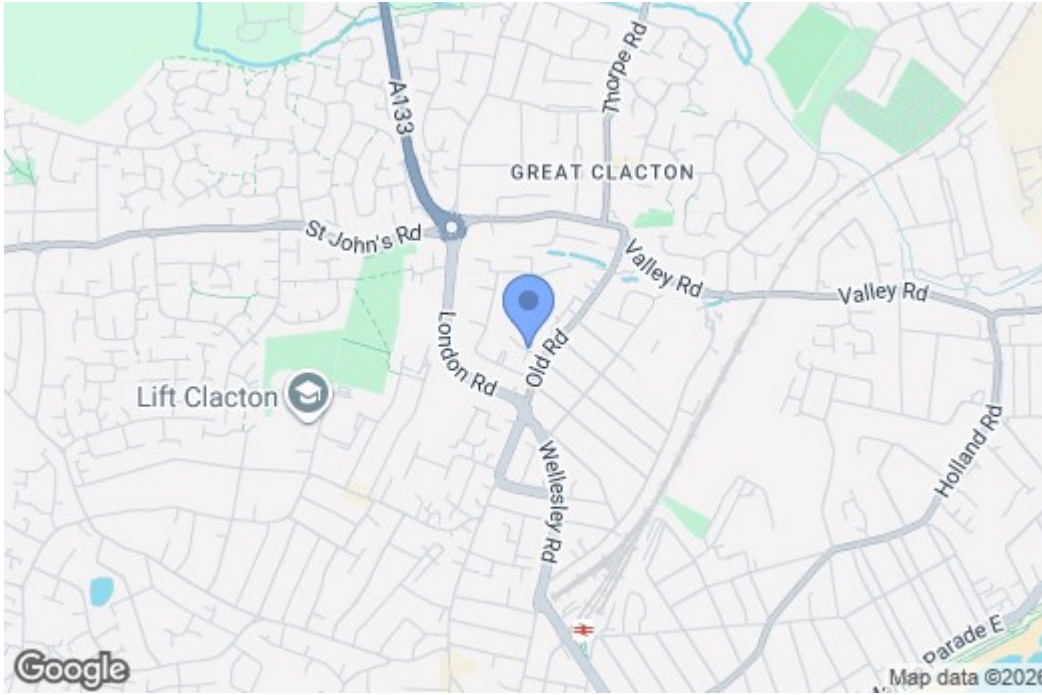 A133
Thorpe Rd
GREAT CLACTON
St John's Rd
Valley Rd
Valley Rd
London Rd
Old Rd
Lift Clacton
Wellesley Rd
Holland Rd
Parade E
Google
Map data ©2026